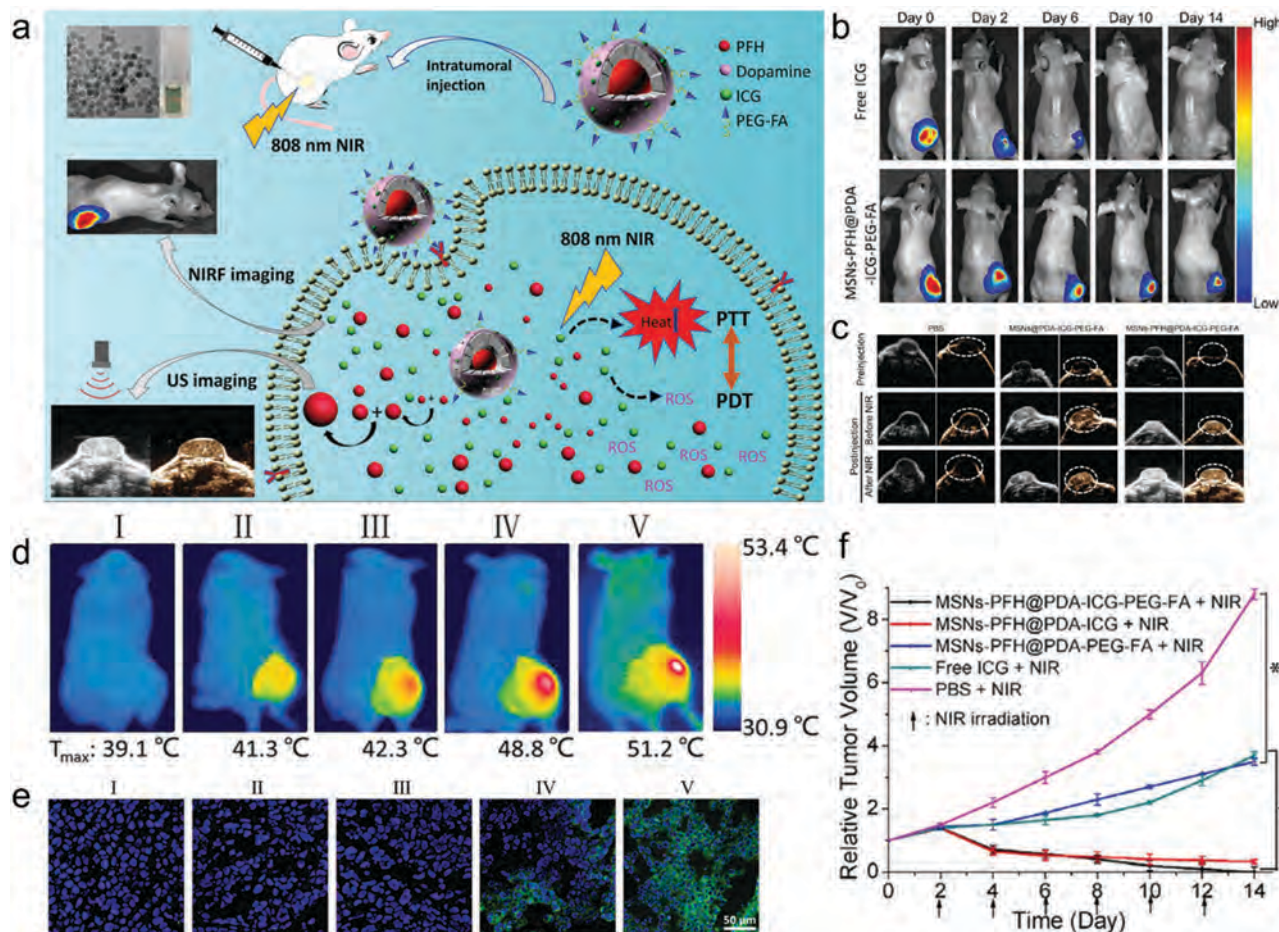 a
PFH
Dopamine
ICG
PEG-FA
Intratumoral
injection
808 nm NIR
808 nm NIR
NIRF imaging
Heat
PTT
US imaging
+
ROS
PDT
ROS
ROS
ROS
ROS
ROS
b
Day 0 Day 2 Day 6 Day 10 Day 14
Free ICG
MSNs-PFH@PDA
-ICG-PEG-FA
High
Low
c
PBS MSNs@PDA-ICG-PEG-FA MSNs-PFH@PDA-ICG-PEG-FA
Preinjection
Postinjection
Before NIR
After NIR
d
I II III IV V
53.4 °C
30.9 °C
Tmax: 39.1 °C 41.3 °C 42.3 °C 48.8 °C 51.2 °C
e
I II III IV V
50 μm
f
Relative Tumor Volume (V/V0)
8
6
4
2
0
MSNs-PFH@PDA-ICG-PEG-FA + NIR
MSNs-PFH@PDA-ICG + NIR
MSNs-PFH@PDA-PEG-FA + NIR
Free ICG + NIR
PBS + NIR
: NIR irradiation
*
*
0 2 4 6 8 10 12 14
Time (Day)